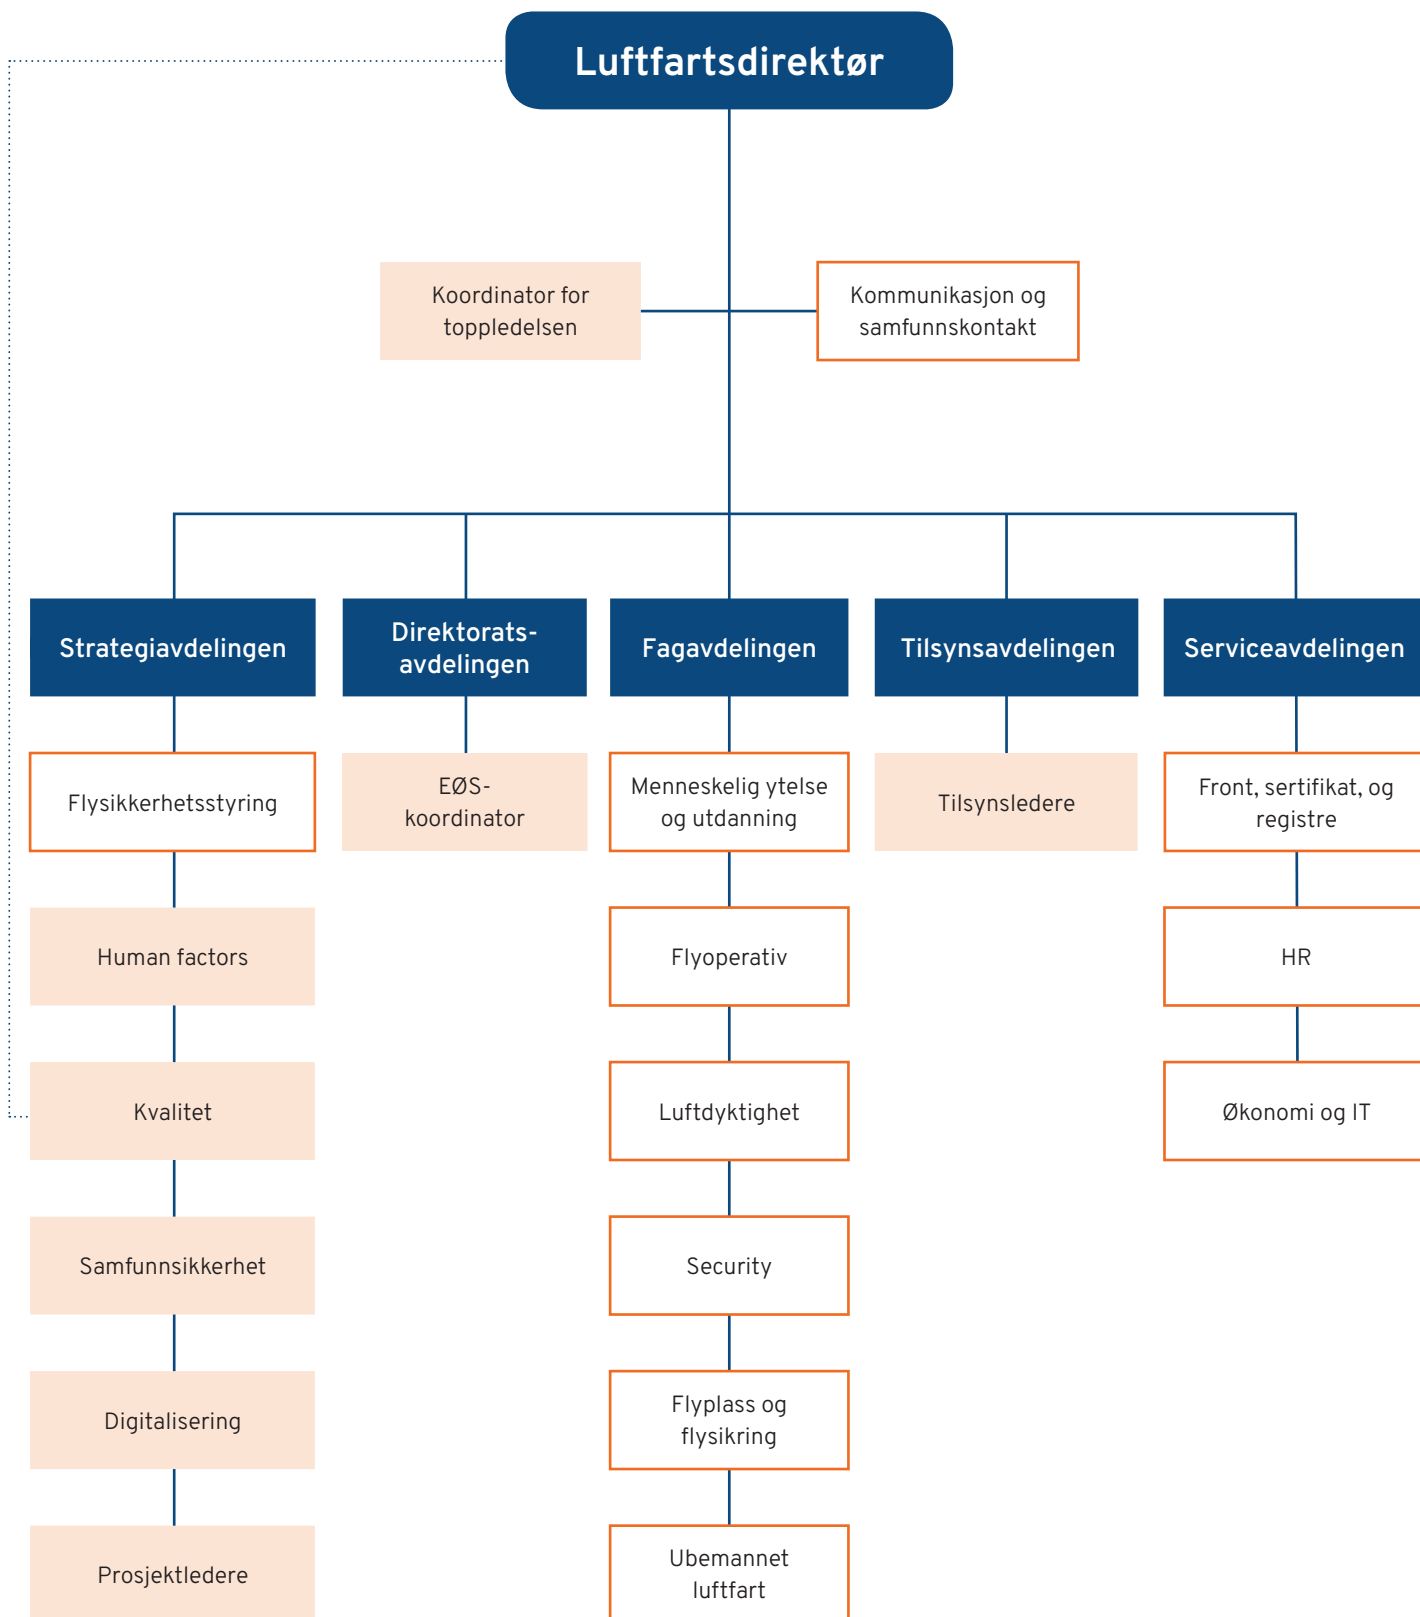 Luftfartsdirektør
Koordinator for
toppledelsen
Kommunikasjon og
samfunnskontakt
Strategiavdelingen
Flysikkerhetsstyring
Human factors
Kvalitet
Samfunnsikkerhet
Digitalisering
Prosjektledere
Direktorats-
avdelingen
EØS-
koordinator
Fagavdelingen
Menneskelig ytelse
og utdanning
Flyoperativ
Luftdyktighet
Security
Flyplass og
flysikring
Ubemannet
luftfart
Tilsynsavdelingen
Tilsynsledere
Serviceavdelingen
Front, sertifikat, og
registre
HR
Økonomi og IT